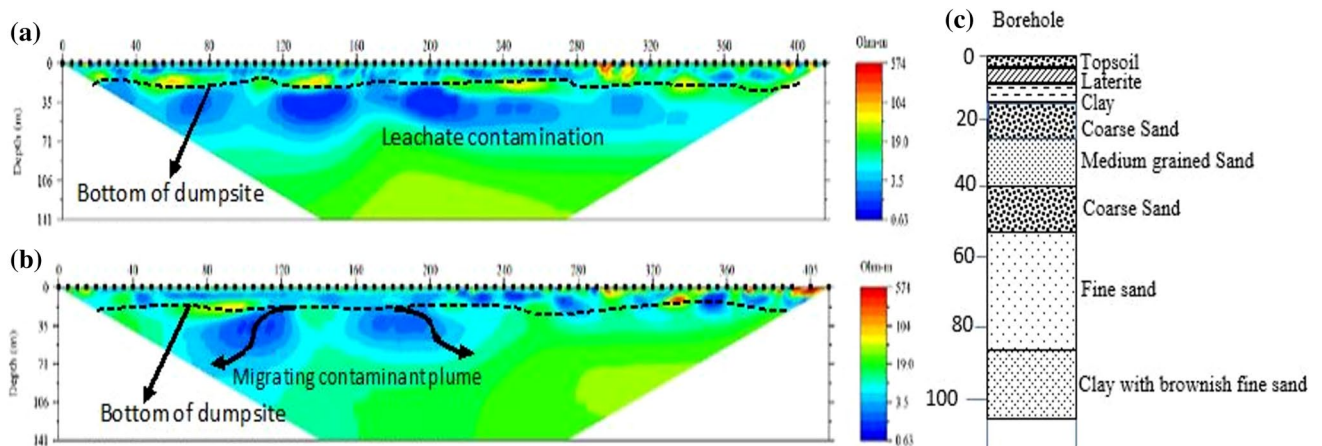 (a)
0 40 80 120 160 200 240 280 320 360 400
Ohm-m
0
35
71
106
141
Depth (m)
Leachate contamination
Bottom of dumpsite
574
104
19.0
3.5
0.63
(b)
0 40 80 120 160 200 240 280 320 360
Ohm-m
0
71
106
141
Depth (m)
Migrating contaminant plume
Bottom of dumpsite
104
19.0
3.5
0.63
(c) Borehole
0
20
40
60
80
100
Topsoil
Laterite
Clay
Coarse Sand
Medium grained Sand
Coarse Sand
Fine sand
Clay with brownish fine sand